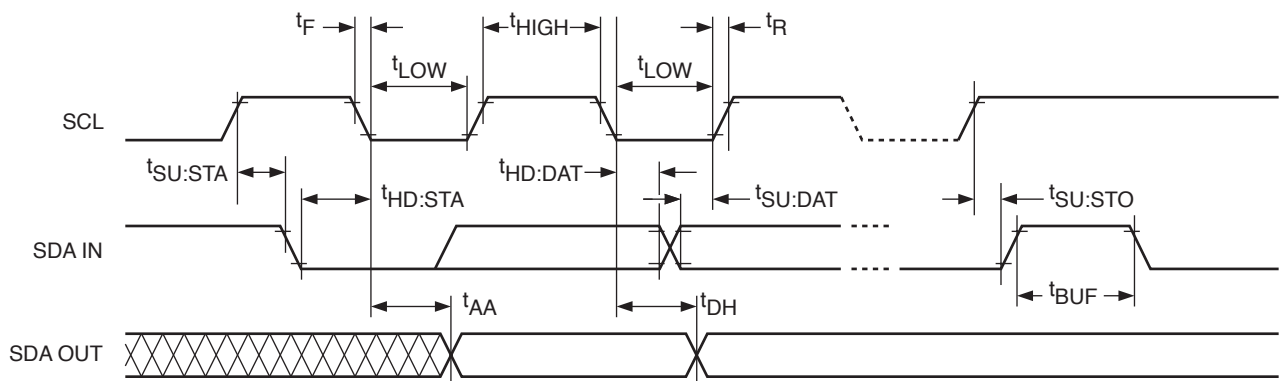 tF
tHIGH
tR
tLOW
tLOW
SCL
tSU:STA
tHD:STA
tHD:DAT
tSU:DAT
tSU:STO
SDA IN
tBUF
tAA
tDH
SDA OUT